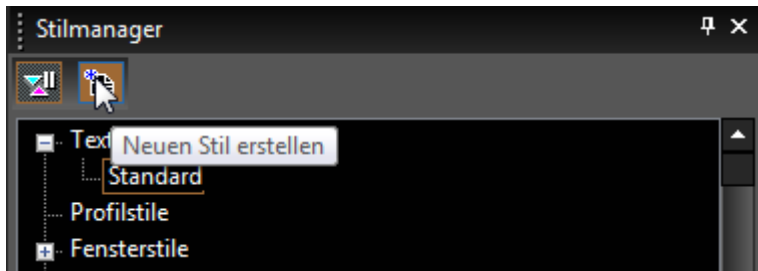 Stilmanager
Text
Neuen Stil erstellen
Standard
Profilstile
Fensterstile